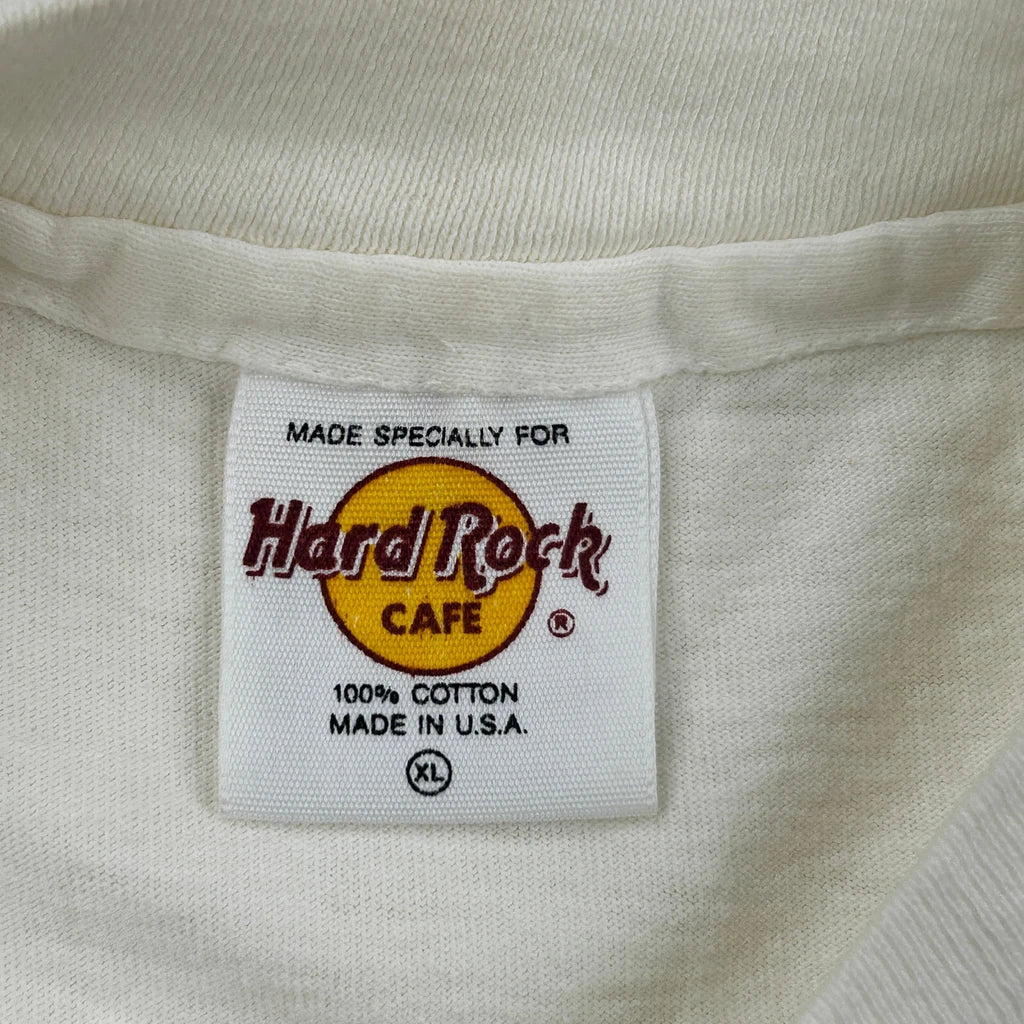 MADE SPECIALLY FOR
Hard Rock
CAFE ®
100% COTTON
MADE IN U.S.A.
XL